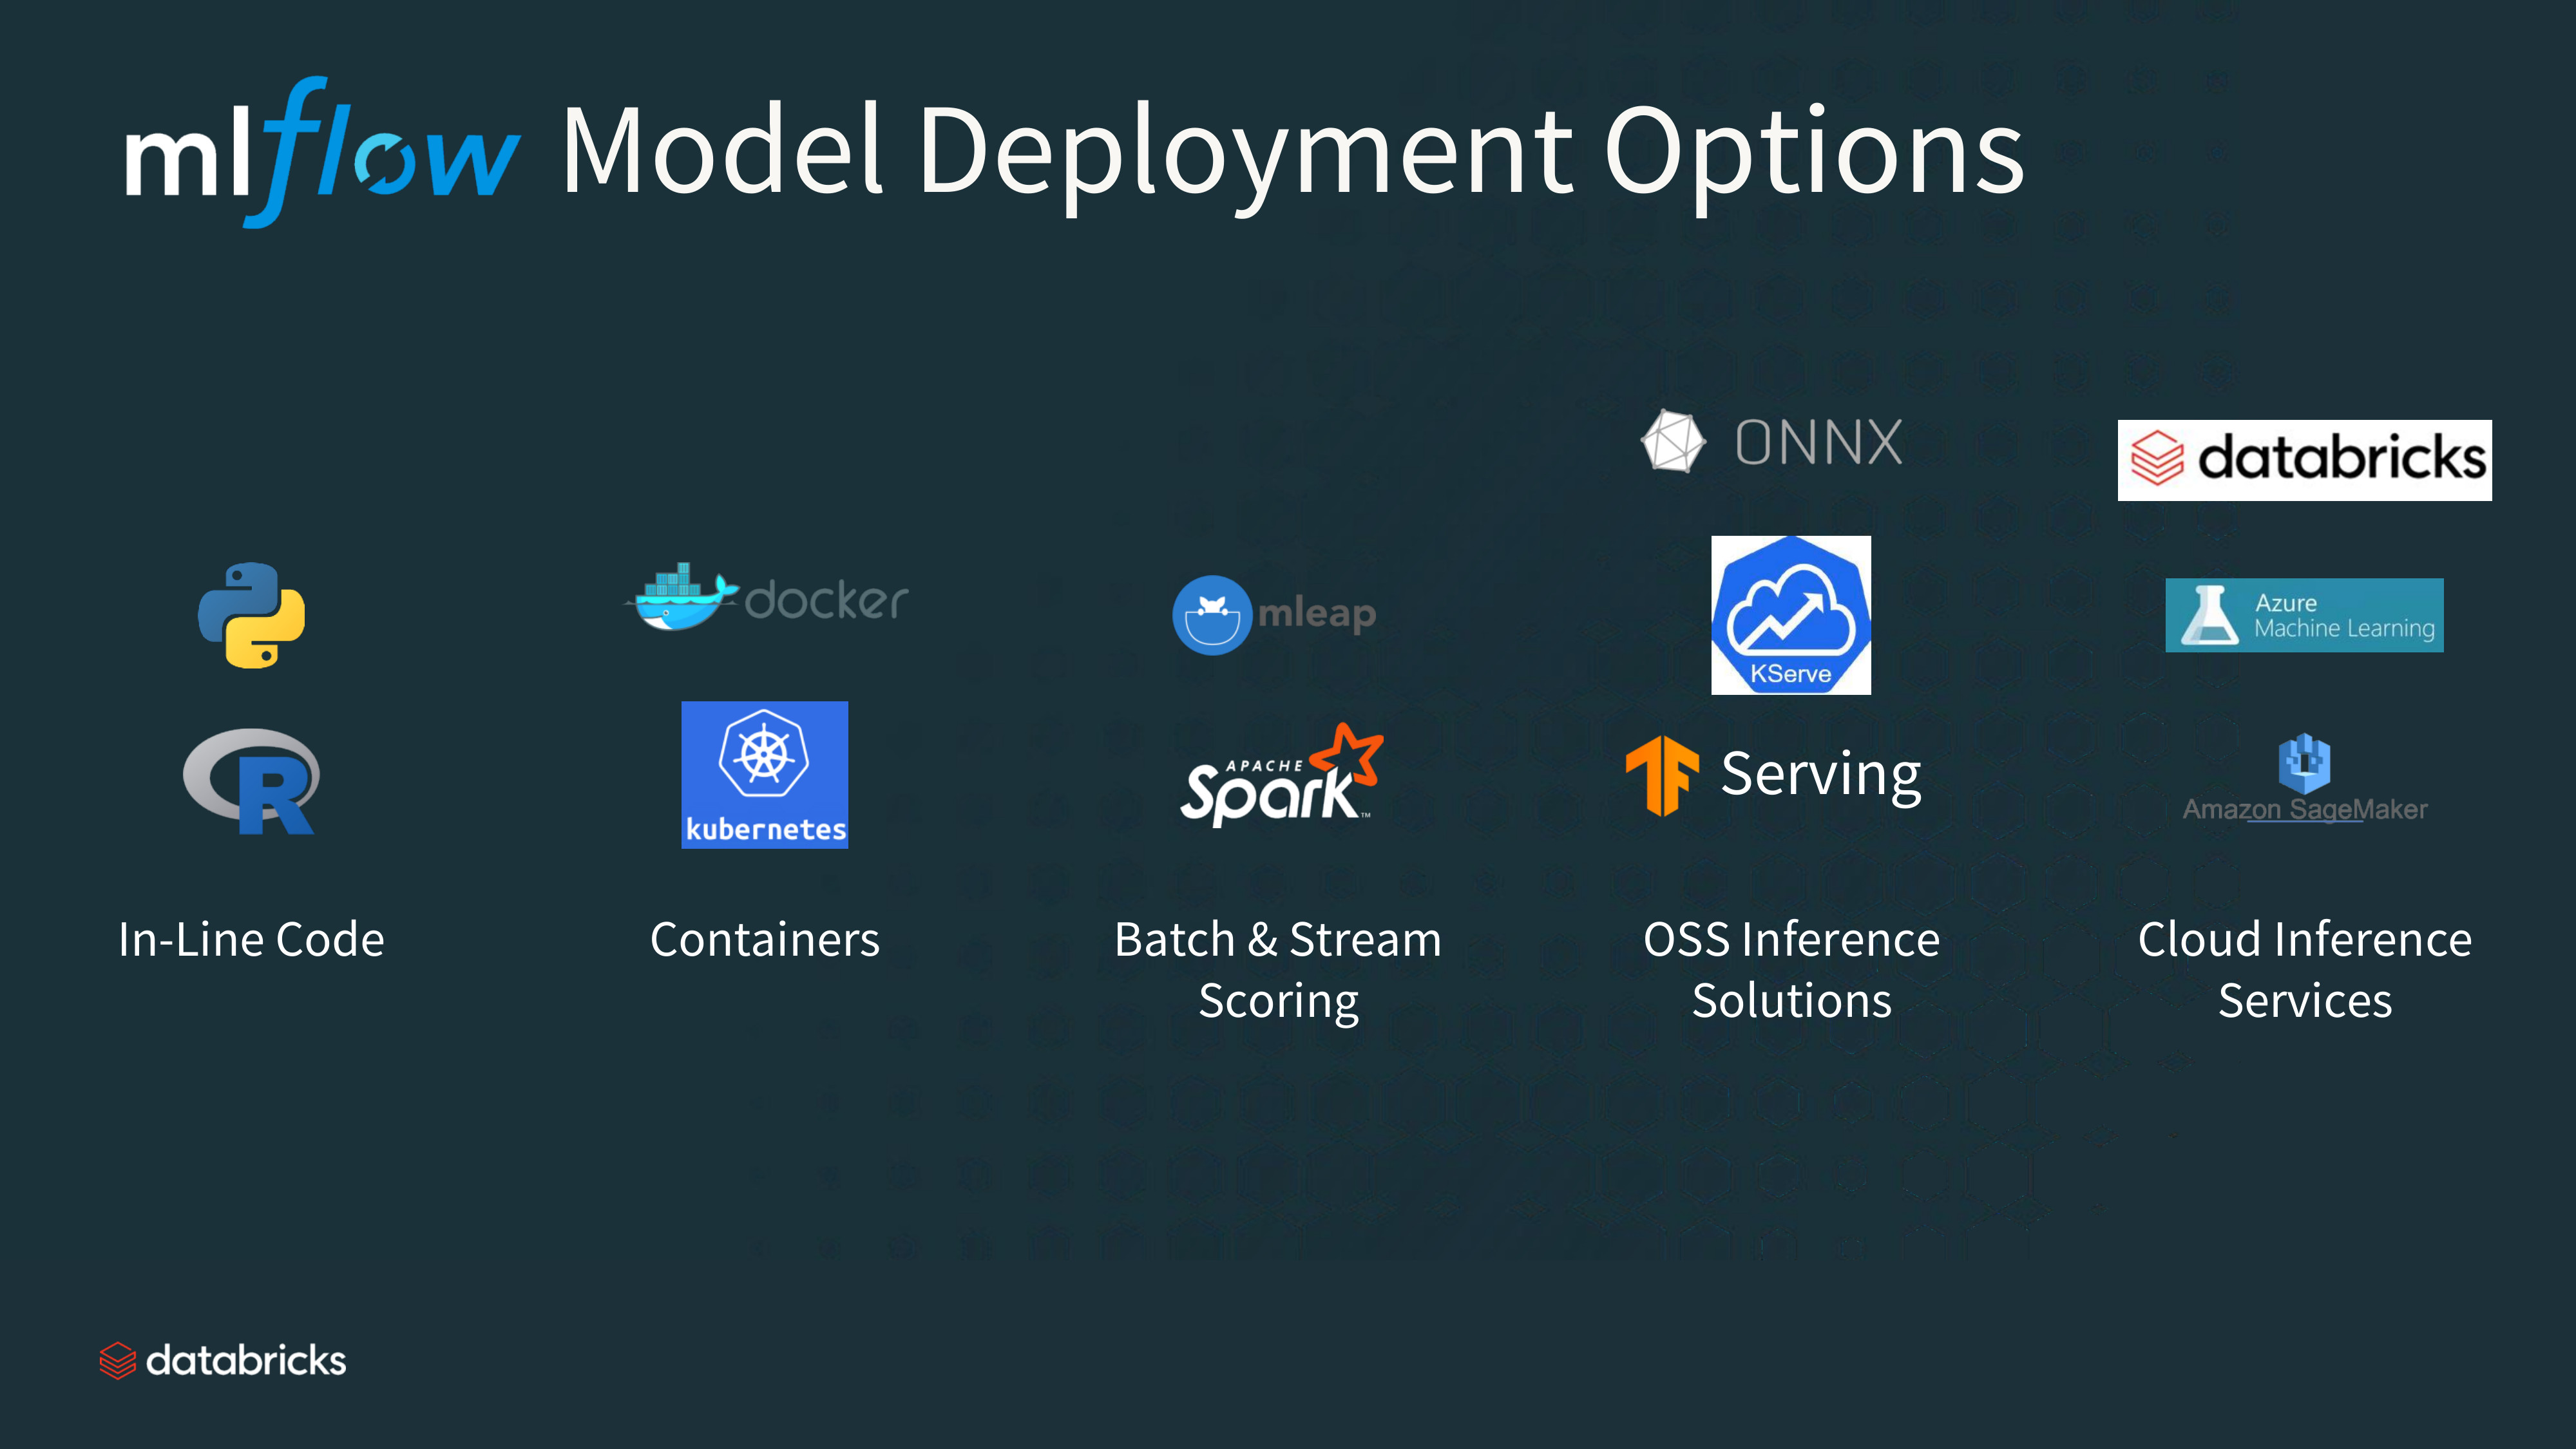 mlflow Model Deployment Options
ONNX
databricks
KServe
Azure
Machine Learning
docker
mleap
kubernetes
APACHE
Spark™
Serving
Amazon SageMaker
R
In-Line Code
Containers
Batch & Stream
Scoring
OSS Inference
Solutions
Cloud Inference
Services
databricks